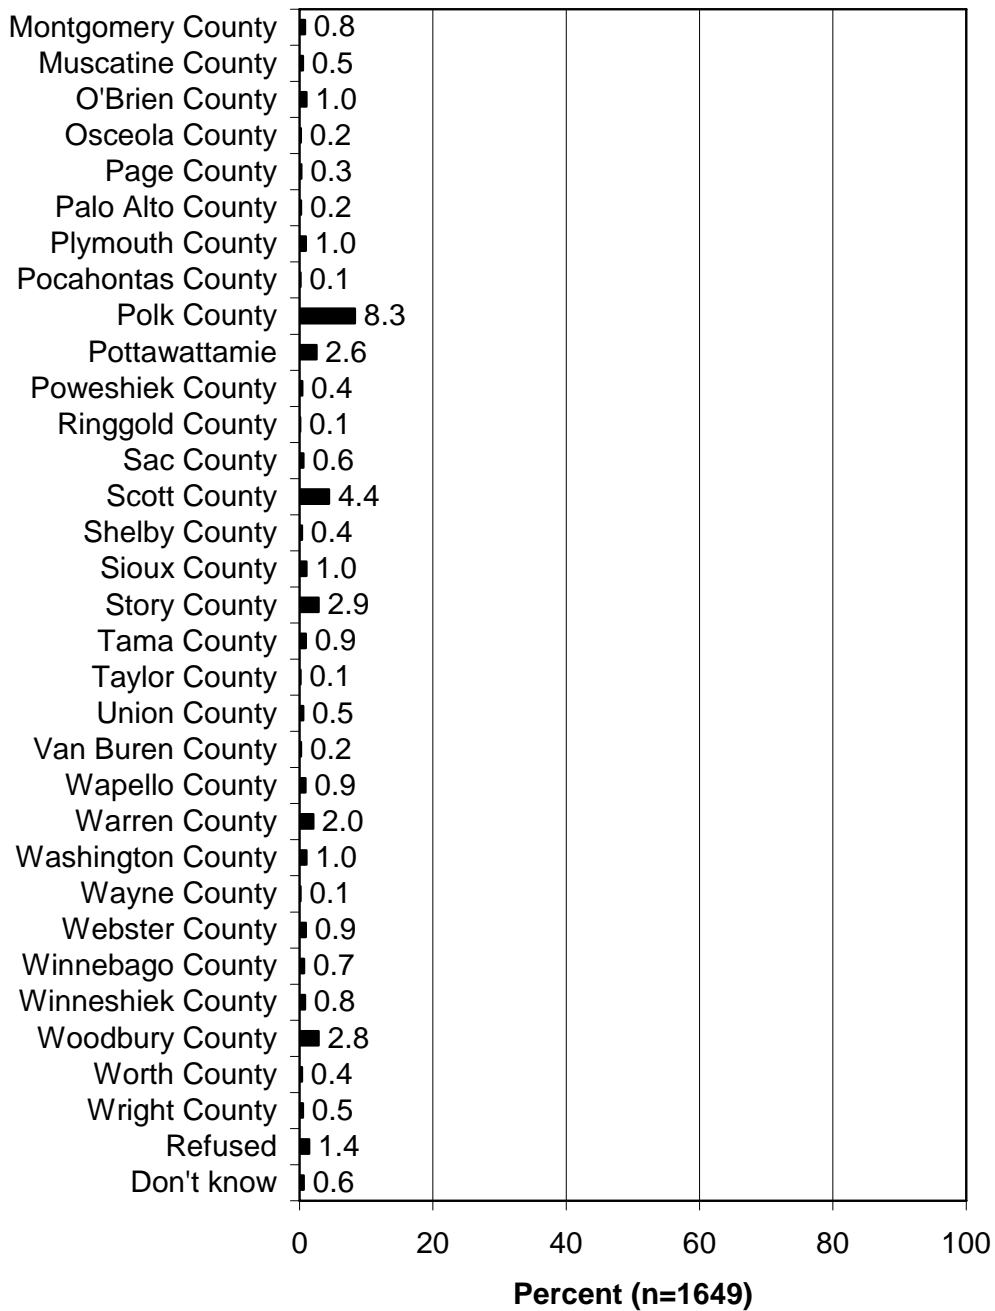 Montgomery County 0.8
Muscatine County 0.5
O'Brien County 1.0
Osceola County 0.2
Page County 0.3
Palo Alto County 0.2
Plymouth County 1.0
Pocahontas County 0.1
Polk County 8.3
Pottawattamie 2.6
Poweshiek County 0.4
Ringgold County 0.1
Sac County 0.6
Scott County 4.4
Shelby County 0.4
Sioux County 1.0
Story County 2.9
Tama County 0.9
Taylor County 0.1
Union County 0.5
Van Buren County 0.2
Wapello County 0.9
Warren County 2.0
Washington County 1.0
Wayne County 0.1
Webster County 0.9
Winnebago County 0.7
Winneshiek County 0.8
Woodbury County 2.8
Worth County 0.4
Wright County 0.5
Refused 1.4
Don't know 0.6
0 20 40 60 80 100
Percent (n=1649)